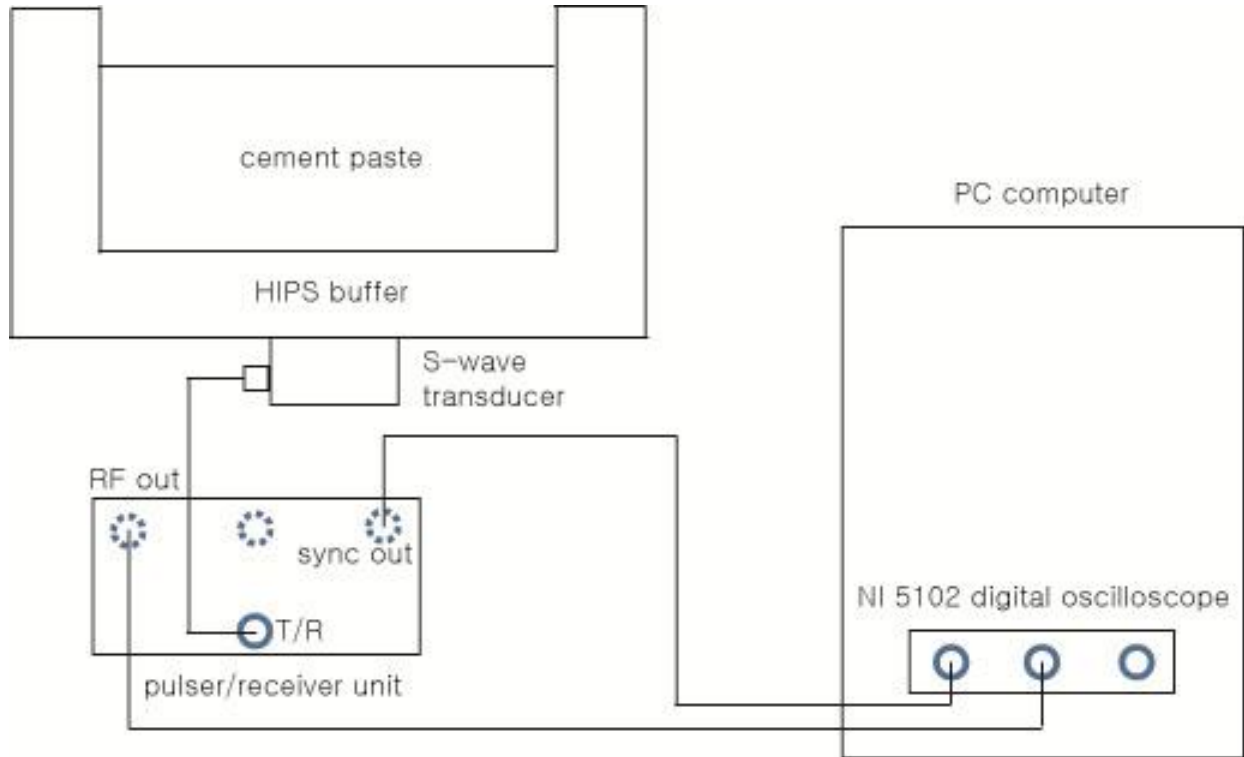 cement paste
PC computer
HIPS buffer
S-wave
transducer
RF out
sync out
NI 5102 digital oscilloscope
T/R
pulser/receiver unit